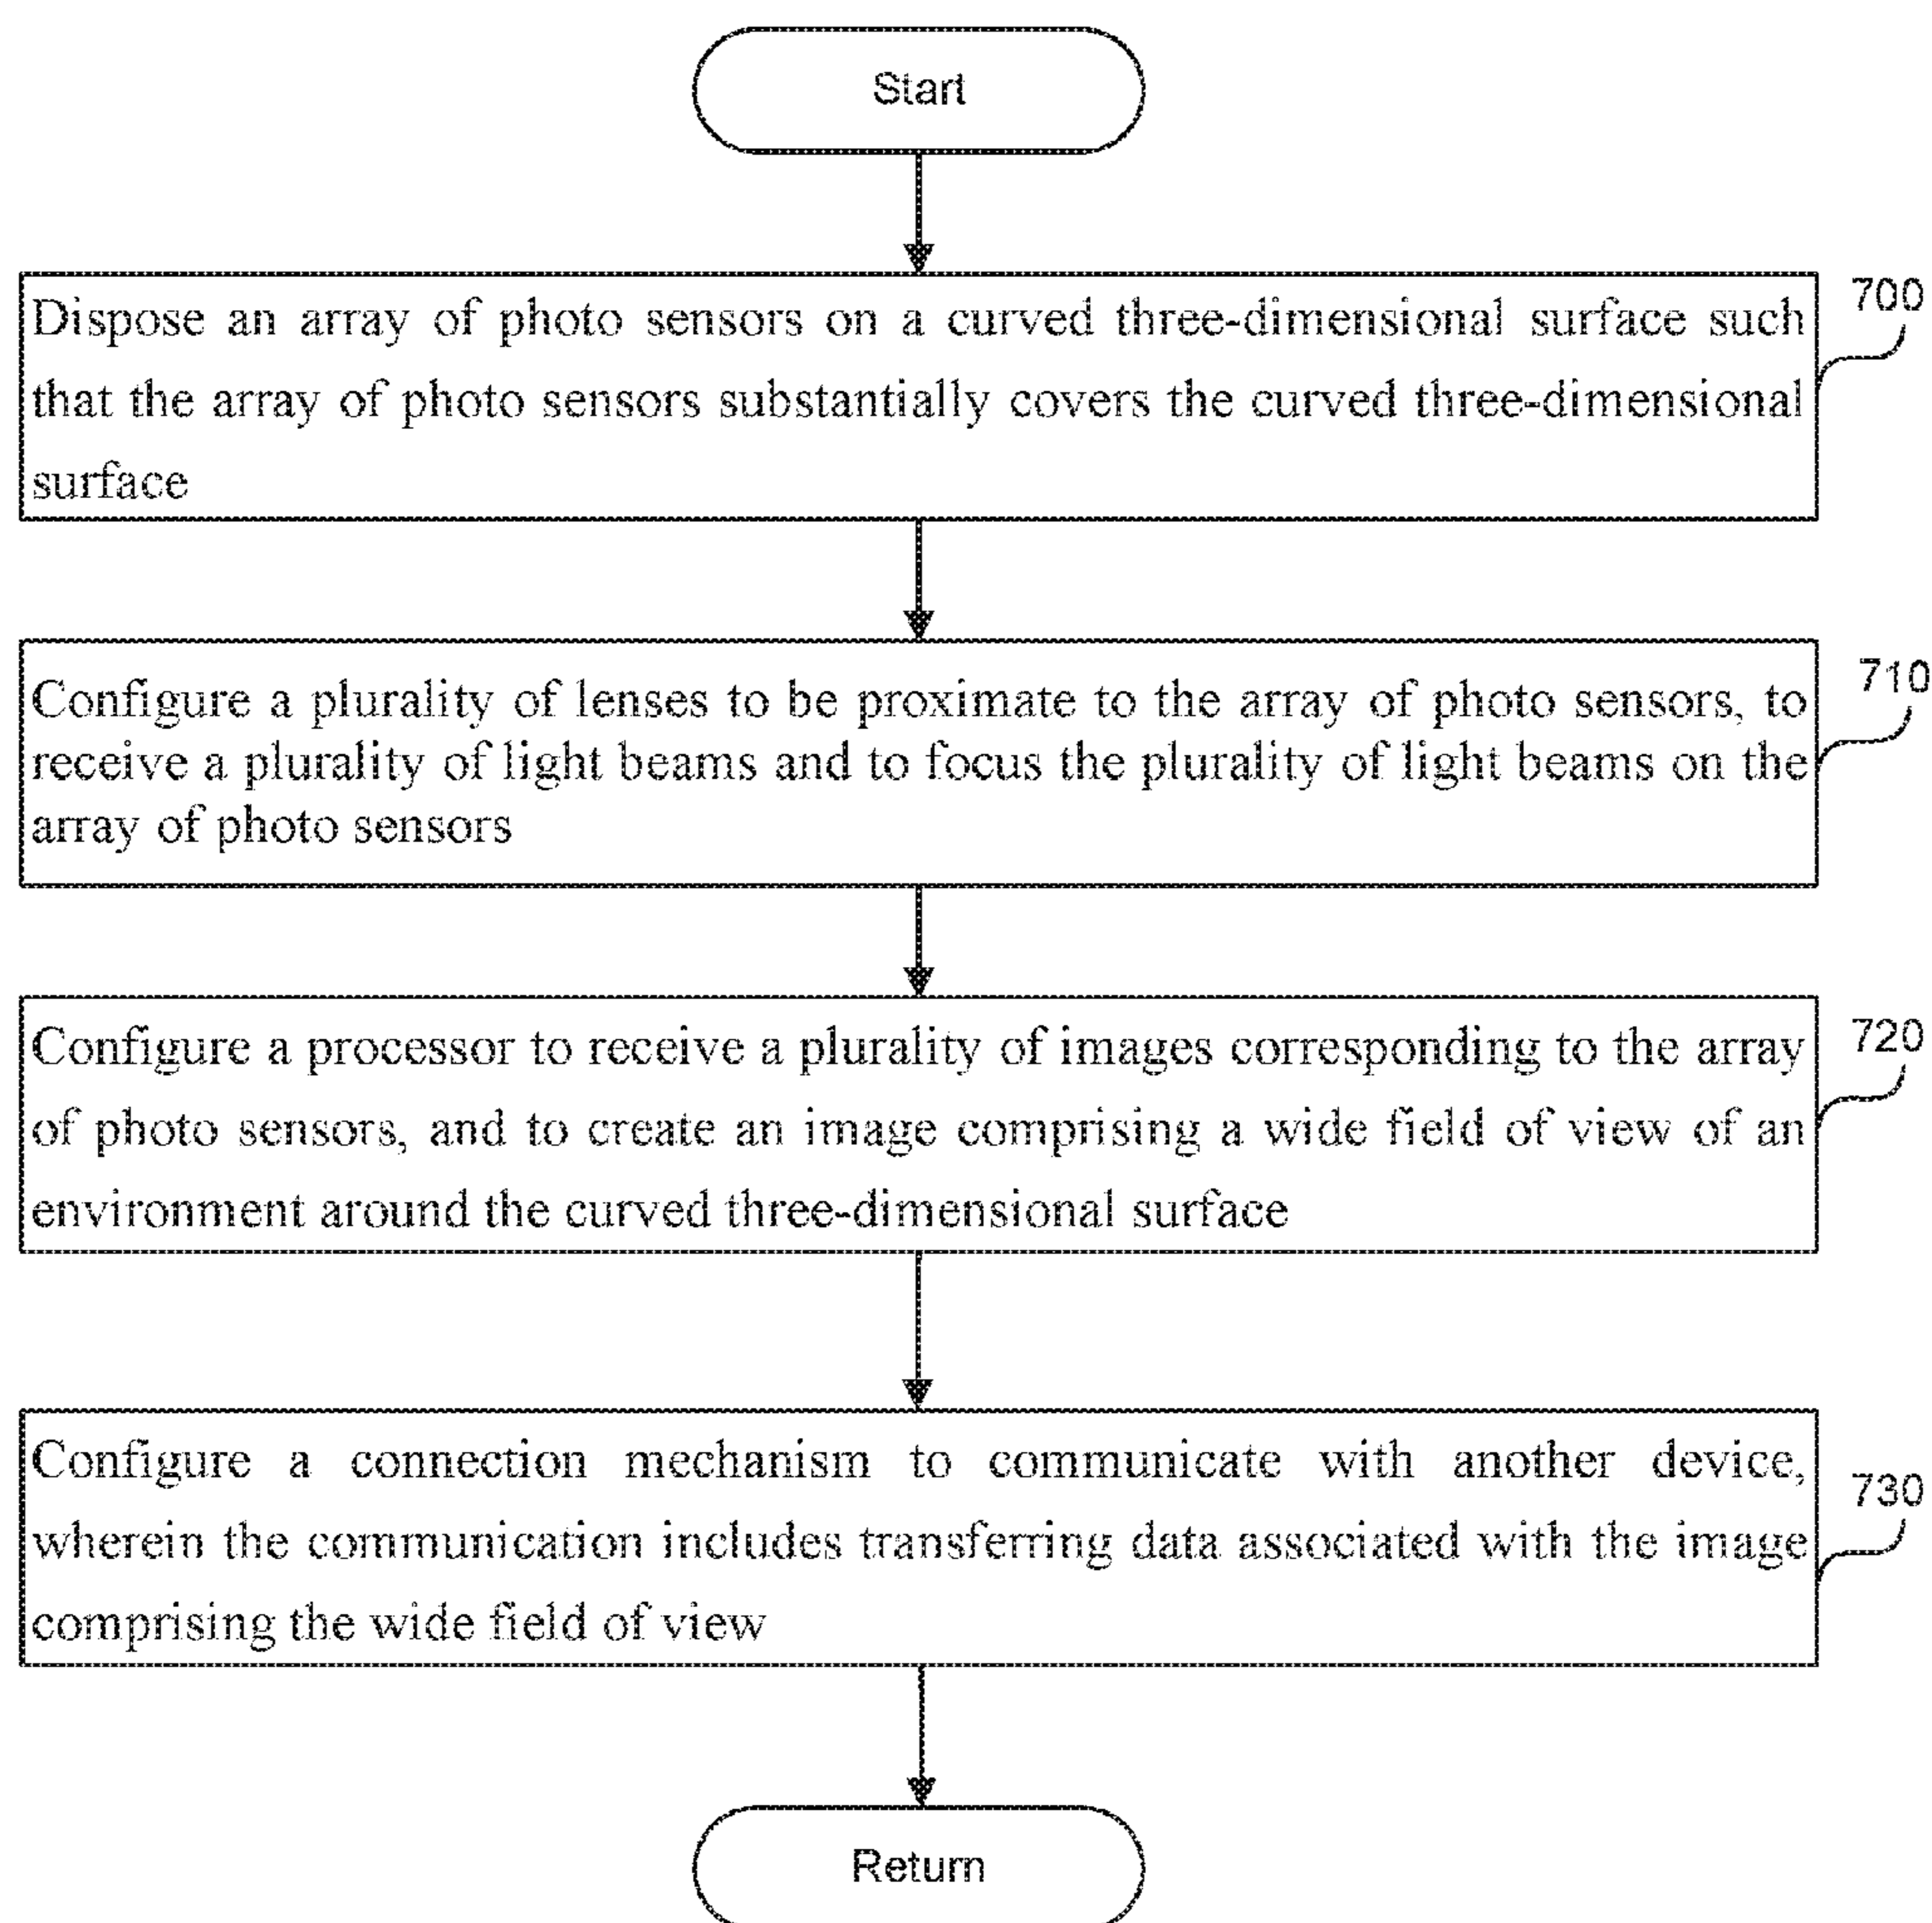 Start
Dispose an array of photo sensors on a curved three-dimensional surface such
that the array of photo sensors substantially covers the curved three-dimensional
surface
700
Configure a plurality of lenses to be proximate to the array of photo sensors, to
receive a plurality of light beams and to focus the plurality of light beams on the
array of photo sensors
710
Configure a processor to receive a plurality of images corresponding to the array
of photo sensors, and to create an image comprising a wide field of view of an
environment around the curved three-dimensional surface
720
Configure a connection mechanism to communicate with another device,
wherein the communication includes transferring data associated with the image
comprising the wide field of view
730
Return